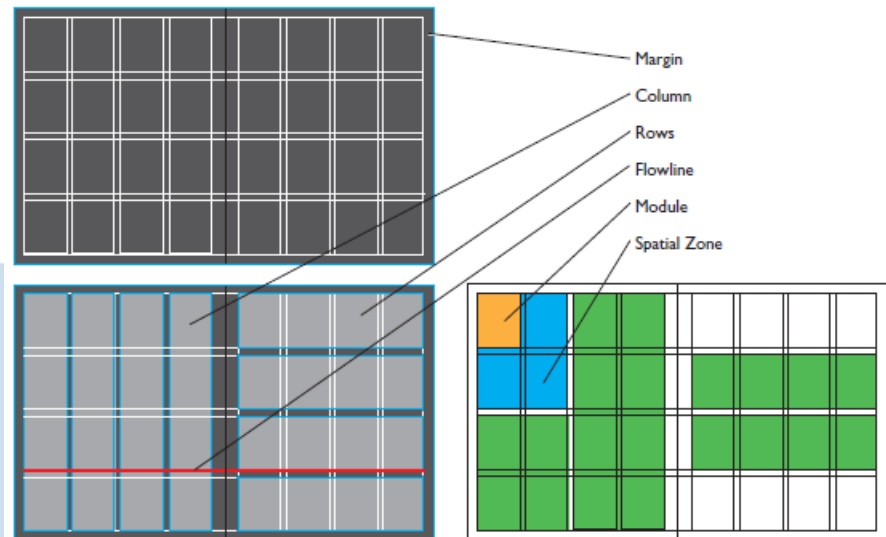 Margin
Column
Rows
Flowline
Module
Spatial Zone